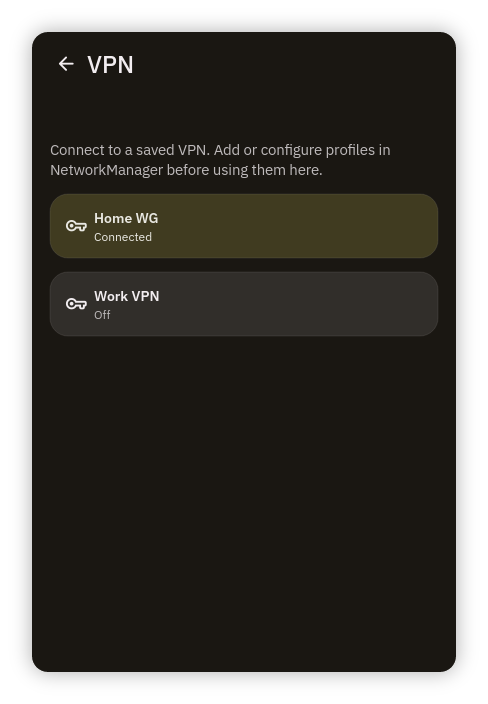 VPN
Connect to a saved VPN. Add or configure profiles in
NetworkManager before using them here.
Home WG
Connected
Work VPN
Off